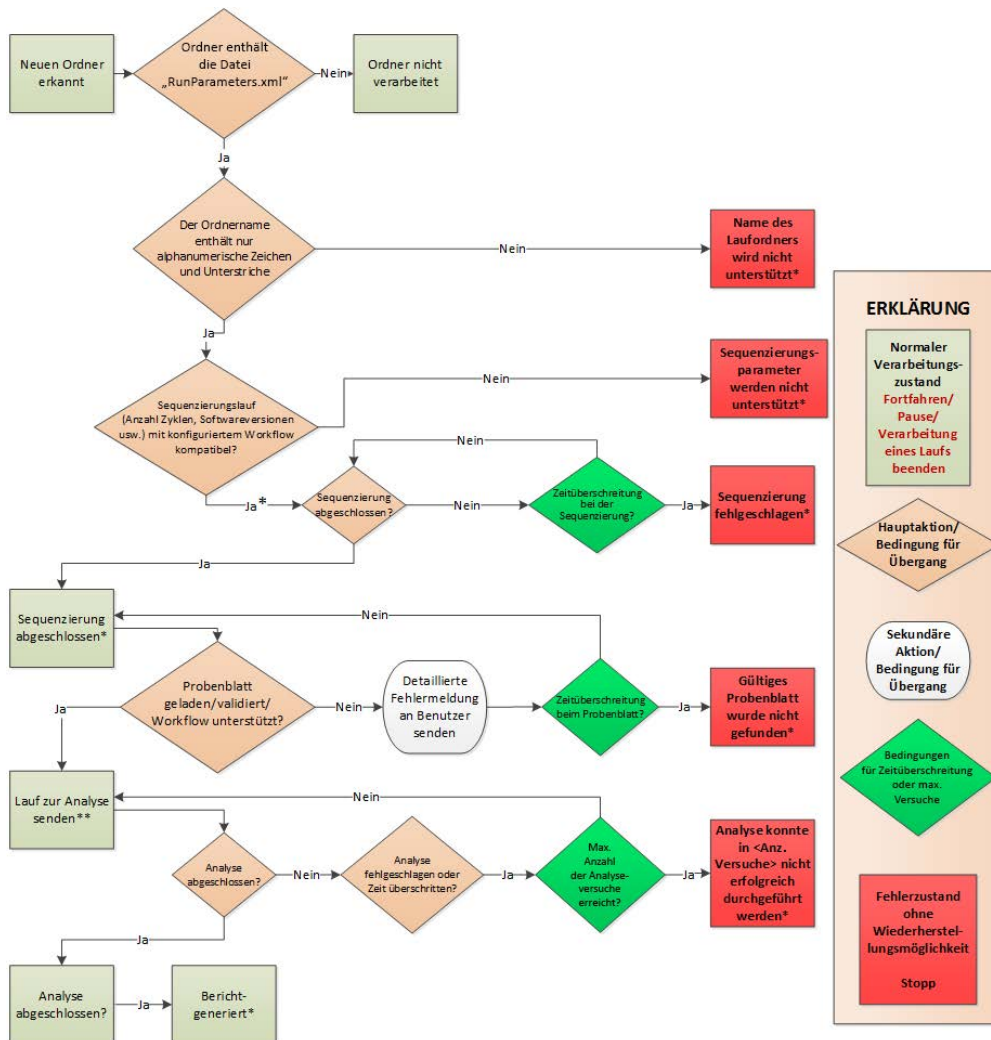 Neuen Ordner
erkannt
Ordner enthält
die Datei
„RunParameters.xml“
Nein
Ordner nicht
verarbeitet
Ja
Der Ordnername
enthält nur
alphanumerische Zeichen
und Unterstriche
Nein
Name des
Laufordners
wird nicht
unterstützt*
Ja
Sequenzierungslauf
(Anzahl Zyklen, Softwareversionen
usw.) mit konfiguriertem Workflow
kompatibel?
Nein
Sequenzierungs-
parameter
werden nicht
unterstützt*
Ja*
Sequenzierung
abgeschlossen?
Nein
Nein
Zeitüberschreitung
bei der
Sequenzierung?
Ja
Sequenzierung
fehlgeschlagen*
Ja
Sequenzierung
abgeschlossen*
Nein
Probenblatt
geladen/validiert/
Workflow unterstützt?
Nein
Detaillierte
Fehlermeldung
an Benutzer
senden
Zeitüberschreitung
beim Probenblatt?
Ja
Gültiges
Probenblatt
wurde nicht
gefunden*
Ja
Lauf zur Analyse
senden**
Nein
Analyse
abgeschlossen?
Nein
Analyse
fehlgeschlagen oder
Zeit überschritten?
Ja
Max.
Anzahl
der Analyse-
versuche
erreicht?
Ja
Analyse konnte
in <Anz.
Versuche> nicht
erfolgreich
durchgeführt
werden*
Ja
Analyse
abgeschlossen?
Ja
Bericht-
generiert*
ERKLÄRUNG
Normaler
Verarbeitungs-
zustand
Fortfahren/
Pause/
Verarbeitung
eines Laufs
beenden
Hauptaktion/
Bedingung für
Übergang
Sekundäre
Aktion/
Bedingung für
Übergang
Bedingungen
für Zeitüberschreitung
oder max.
Versuche
Fehlerzustand
ohne
Wiederherstel-
lungsmöglichkeit
Stopp